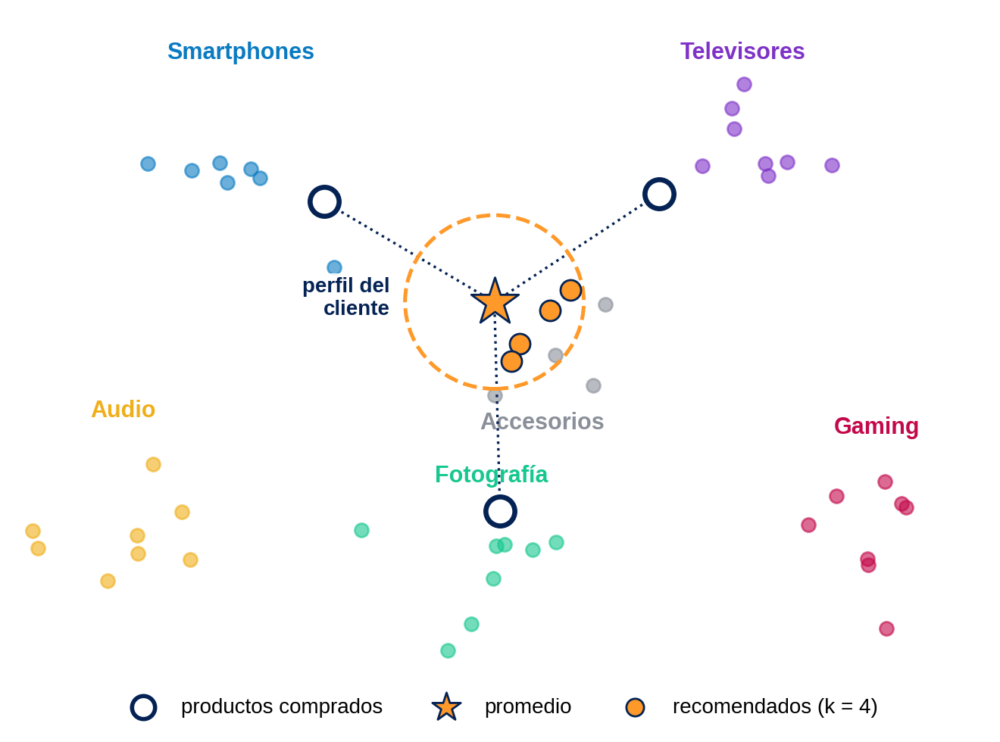 Smartphones
Televisores
perfil del
cliente
Audio
Accesorios
Gaming
Fotografía
productos comprados
promedio
recomendados (k = 4)